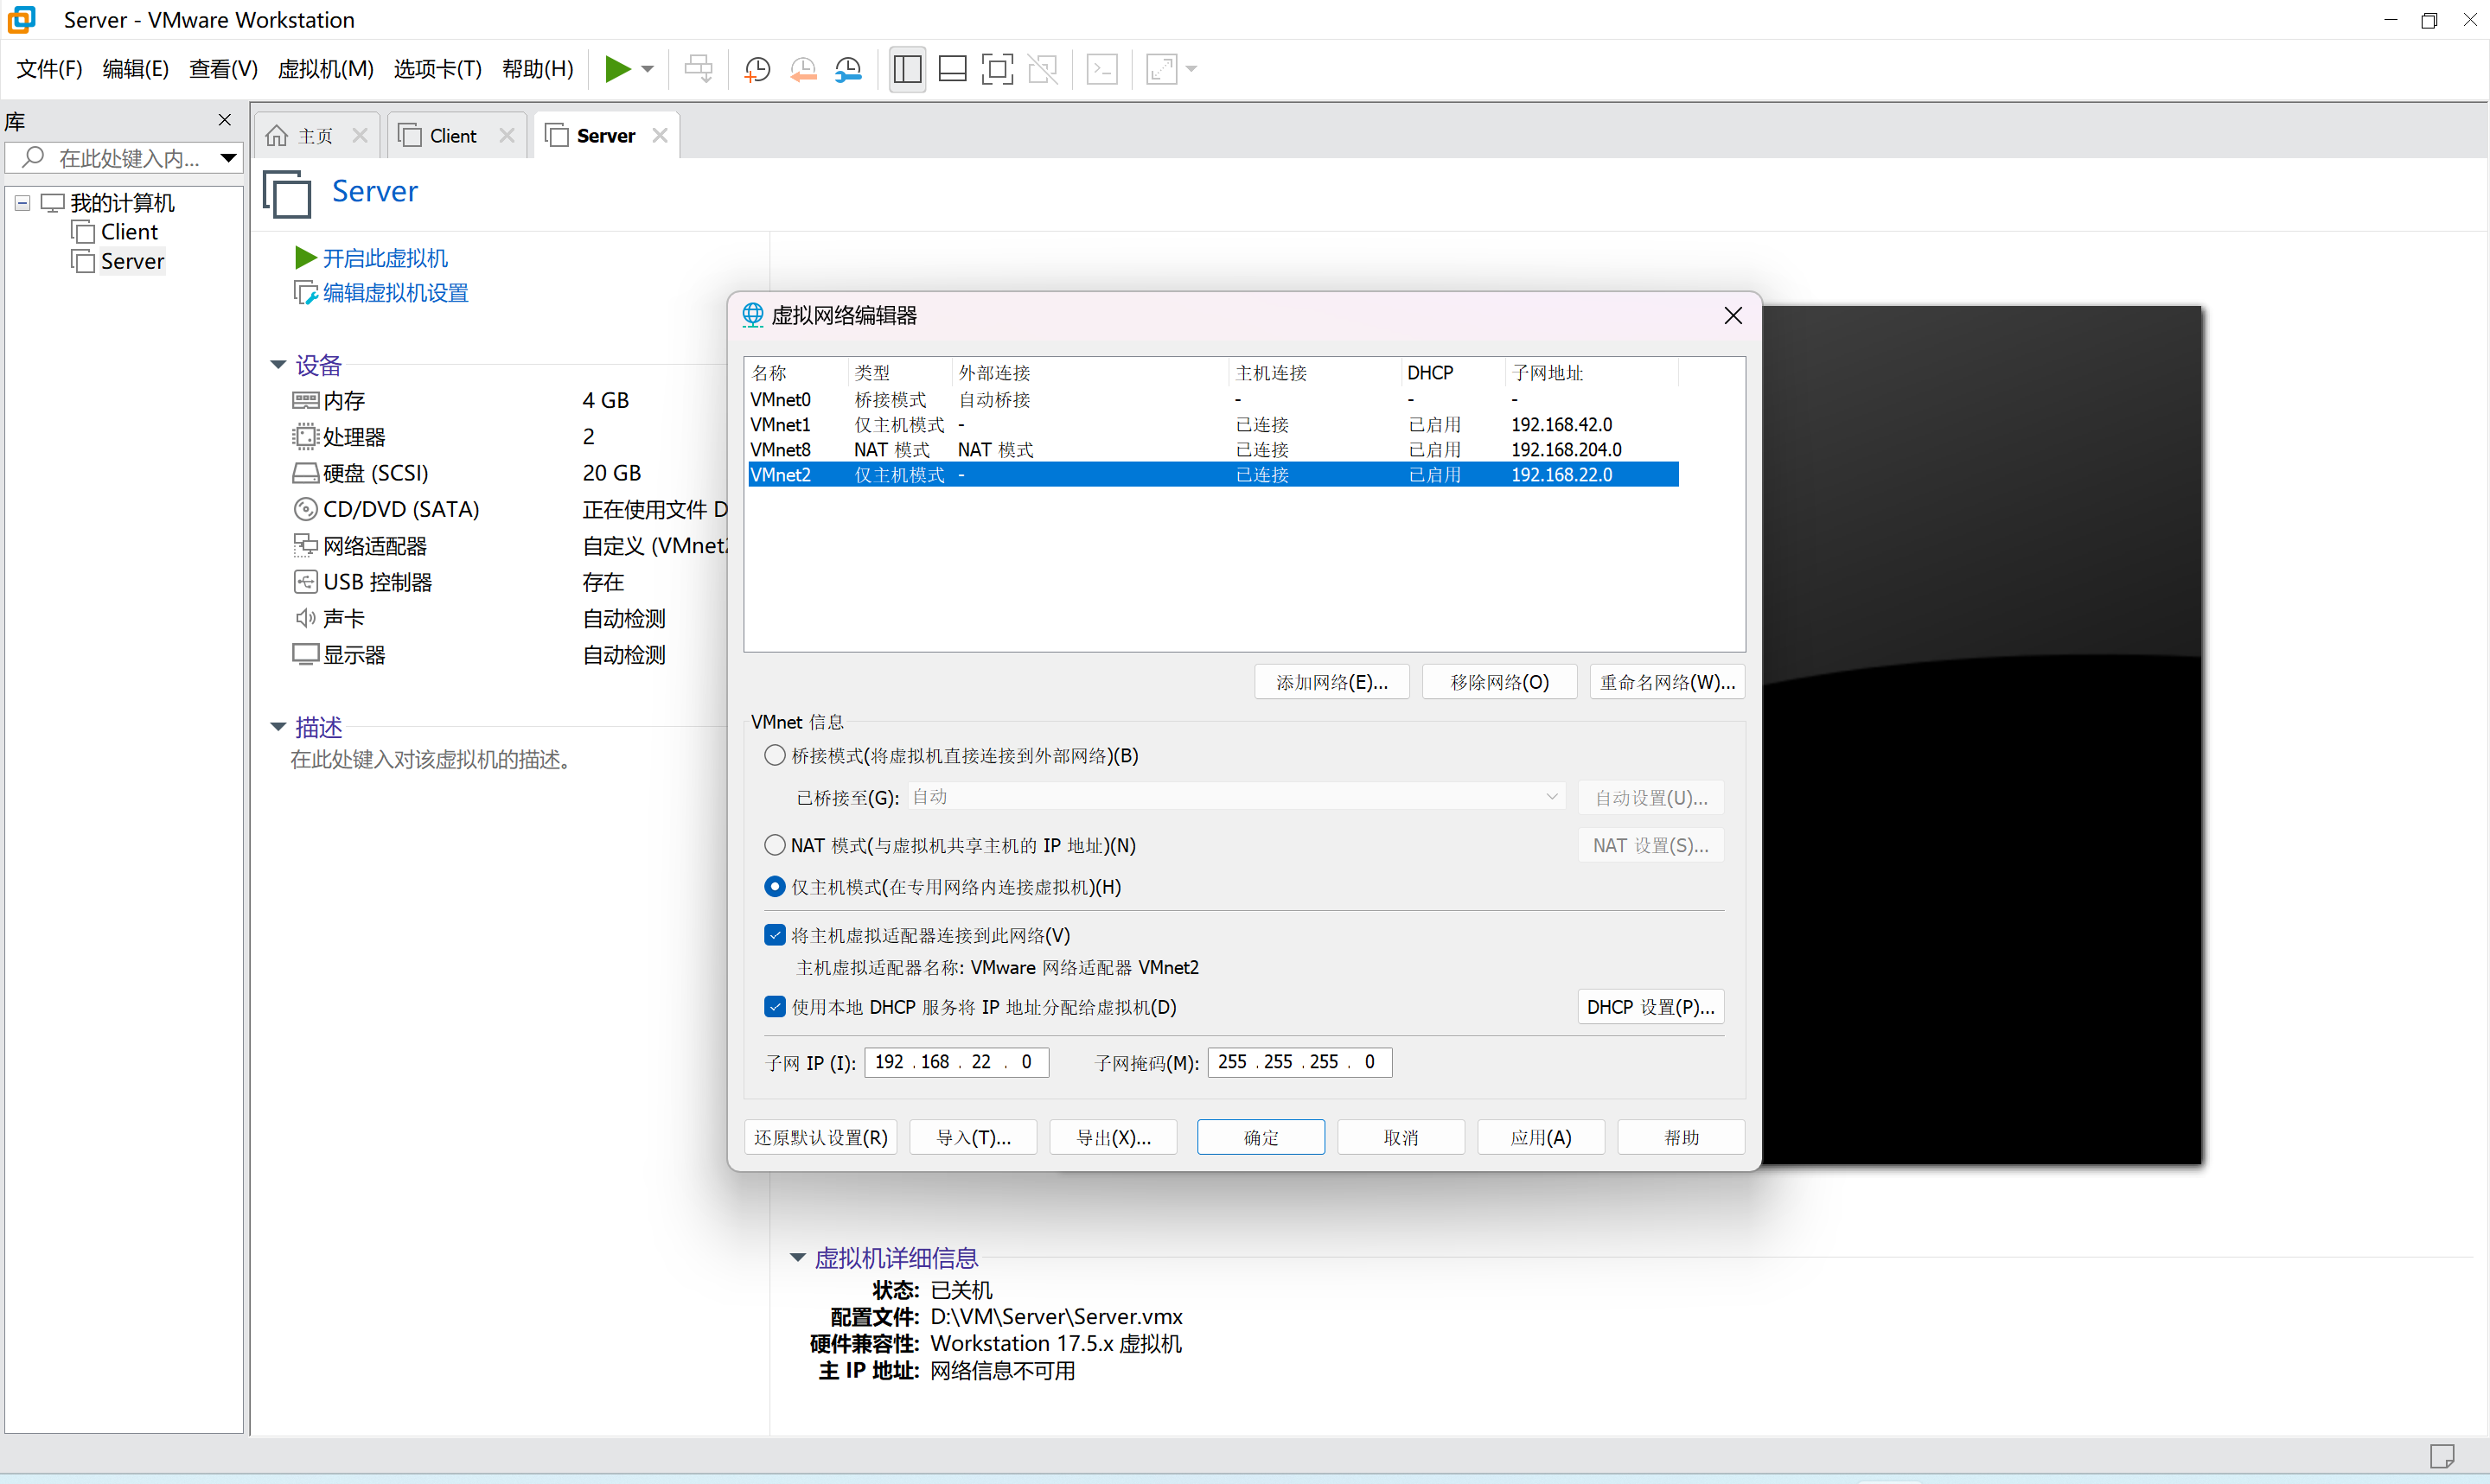 Server - VMware Workstation
文件(F) 编辑(E) 查看(V) 虚拟机(M) 选项卡(T) 帮助(H)
库
在此处键入内...
我的计算机
Client
Server
主页 Client Server
Server
开启此虚拟机
编辑虚拟机设置
设备
内存 4 GB
处理器 2
硬盘 (SCSI) 20 GB
CD/DVD (SATA) 正在使用文件 D
网络适配器 自定义 (VMnet2
USB 控制器 存在
声卡 自动检测
显示器 自动检测
描述
在此处键入对该虚拟机的描述。
虚拟网络编辑器
名称 类型 外部连接 主机连接 DHCP 子网地址
VMnet0 桥接模式 自动桥接 - - -
VMnet1 仅主机模式 - 已连接 已启用 192.168.42.0
VMnet8 NAT 模式 NAT 模式 已连接 已启用 192.168.204.0
VMnet2 仅主机模式 - 已连接 已启用 192.168.22.0
添加网络(E)... 移除网络(O) 重命名网络(W)...
VMnet 信息
桥接模式(将虚拟机直接连接到外部网络)(B)
已桥接至(G): 自动 自动设置(U)...
NAT 模式(与虚拟机共享主机的 IP 地址)(N) NAT 设置(S)...
仅主机模式(在专用网络内连接虚拟机)(H)
将主机虚拟适配器连接到此网络(V)
主机虚拟适配器名称: VMware 网络适配器 VMnet2
使用本地 DHCP 服务将 IP 地址分配给虚拟机(D) DHCP 设置(P)...
子网 IP (I): 192 . 168 . 22 . 0 子网掩码(M): 255 . 255 . 255 . 0
还原默认设置(R) 导入(T)... 导出(X)... 确定 取消 应用(A) 帮助
虚拟机详细信息
状态: 已关机
配置文件: D:\VM\Server\Server.vmx
硬件兼容性: Workstation 17.5.x 虚拟机
主 IP 地址: 网络信息不可用